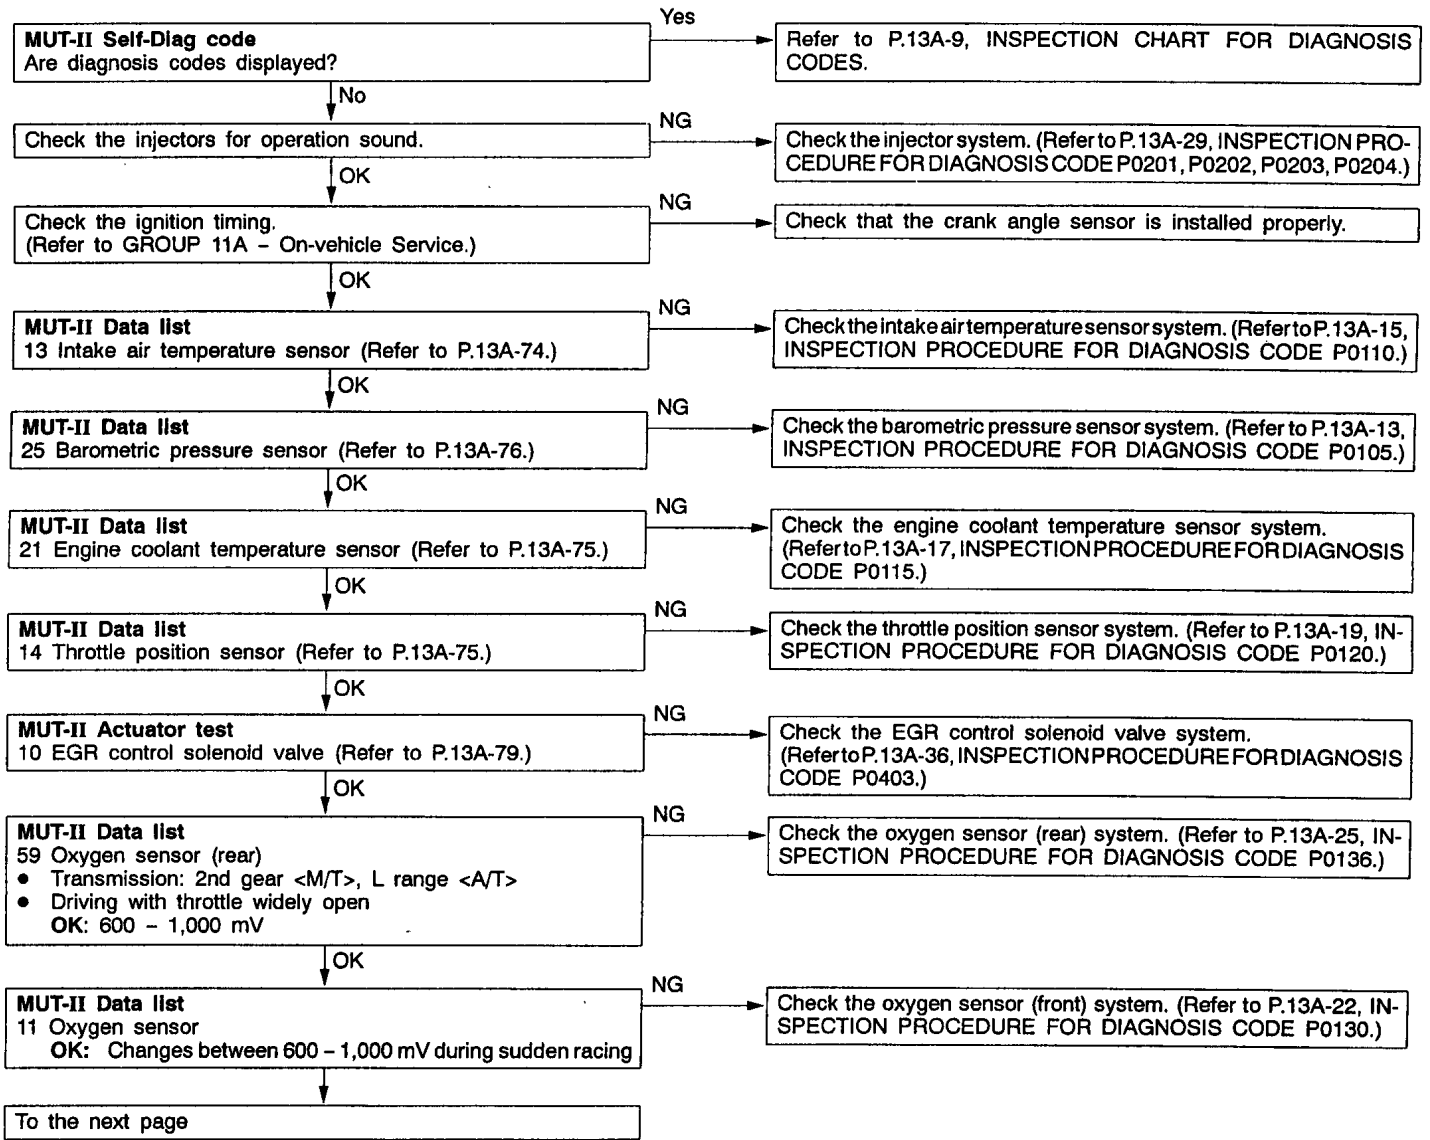 MUT-II Self-Diag code
Are diagnosis codes displayed?
Yes
Refer to P.13A-9, INSPECTION CHART FOR DIAGNOSIS
CODES.
No
Check the injectors for operation sound.
NG
Check the injector system. (Refer to P.13A-29, INSPECTION PRO-
CEDURE FOR DIAGNOSIS CODE P0201, P0202, P0203, P0204.)
OK
Check the ignition timing.
(Refer to GROUP 11A – On-vehicle Service.)
NG
Check that the crank angle sensor is installed properly.
OK
MUT-II Data list
13 Intake air temperature sensor (Refer to P.13A-74.)
NG
Check the intake air temperature sensor system. (Refer to P.13A-15,
INSPECTION PROCEDURE FOR DIAGNOSIS CODE P0110.)
OK
MUT-II Data list
25 Barometric pressure sensor (Refer to P.13A-76.)
NG
Check the barometric pressure sensor system. (Refer to P.13A-13,
INSPECTION PROCEDURE FOR DIAGNOSIS CODE P0105.)
OK
MUT-II Data list
21 Engine coolant temperature sensor (Refer to P.13A-75.)
NG
Check the engine coolant temperature sensor system.
(Refer to P.13A-17, INSPECTION PROCEDURE FOR DIAGNOSIS
CODE P0115.)
OK
MUT-II Data list
14 Throttle position sensor (Refer to P.13A-75.)
NG
Check the throttle position sensor system. (Refer to P.13A-19, IN-
SPECTION PROCEDURE FOR DIAGNOSIS CODE P0120.)
OK
MUT-II Actuator test
10 EGR control solenoid valve (Refer to P.13A-79.)
NG
Check the EGR control solenoid valve system.
(Refer to P.13A-36, INSPECTION PROCEDURE FOR DIAGNOSIS
CODE P0403.)
OK
MUT-II Data list
59 Oxygen sensor (rear)
● Transmission: 2nd gear <M/T>, L range <A/T>
● Driving with throttle widely open
OK: 600 – 1,000 mV
NG
Check the oxygen sensor (rear) system. (Refer to P.13A-25, IN-
SPECTION PROCEDURE FOR DIAGNOSIS CODE P0136.)
OK
MUT-II Data list
11 Oxygen sensor
OK: Changes between 600 – 1,000 mV during sudden racing
NG
Check the oxygen sensor (front) system. (Refer to P.13A-22, IN-
SPECTION PROCEDURE FOR DIAGNOSIS CODE P0130.)
To the next page